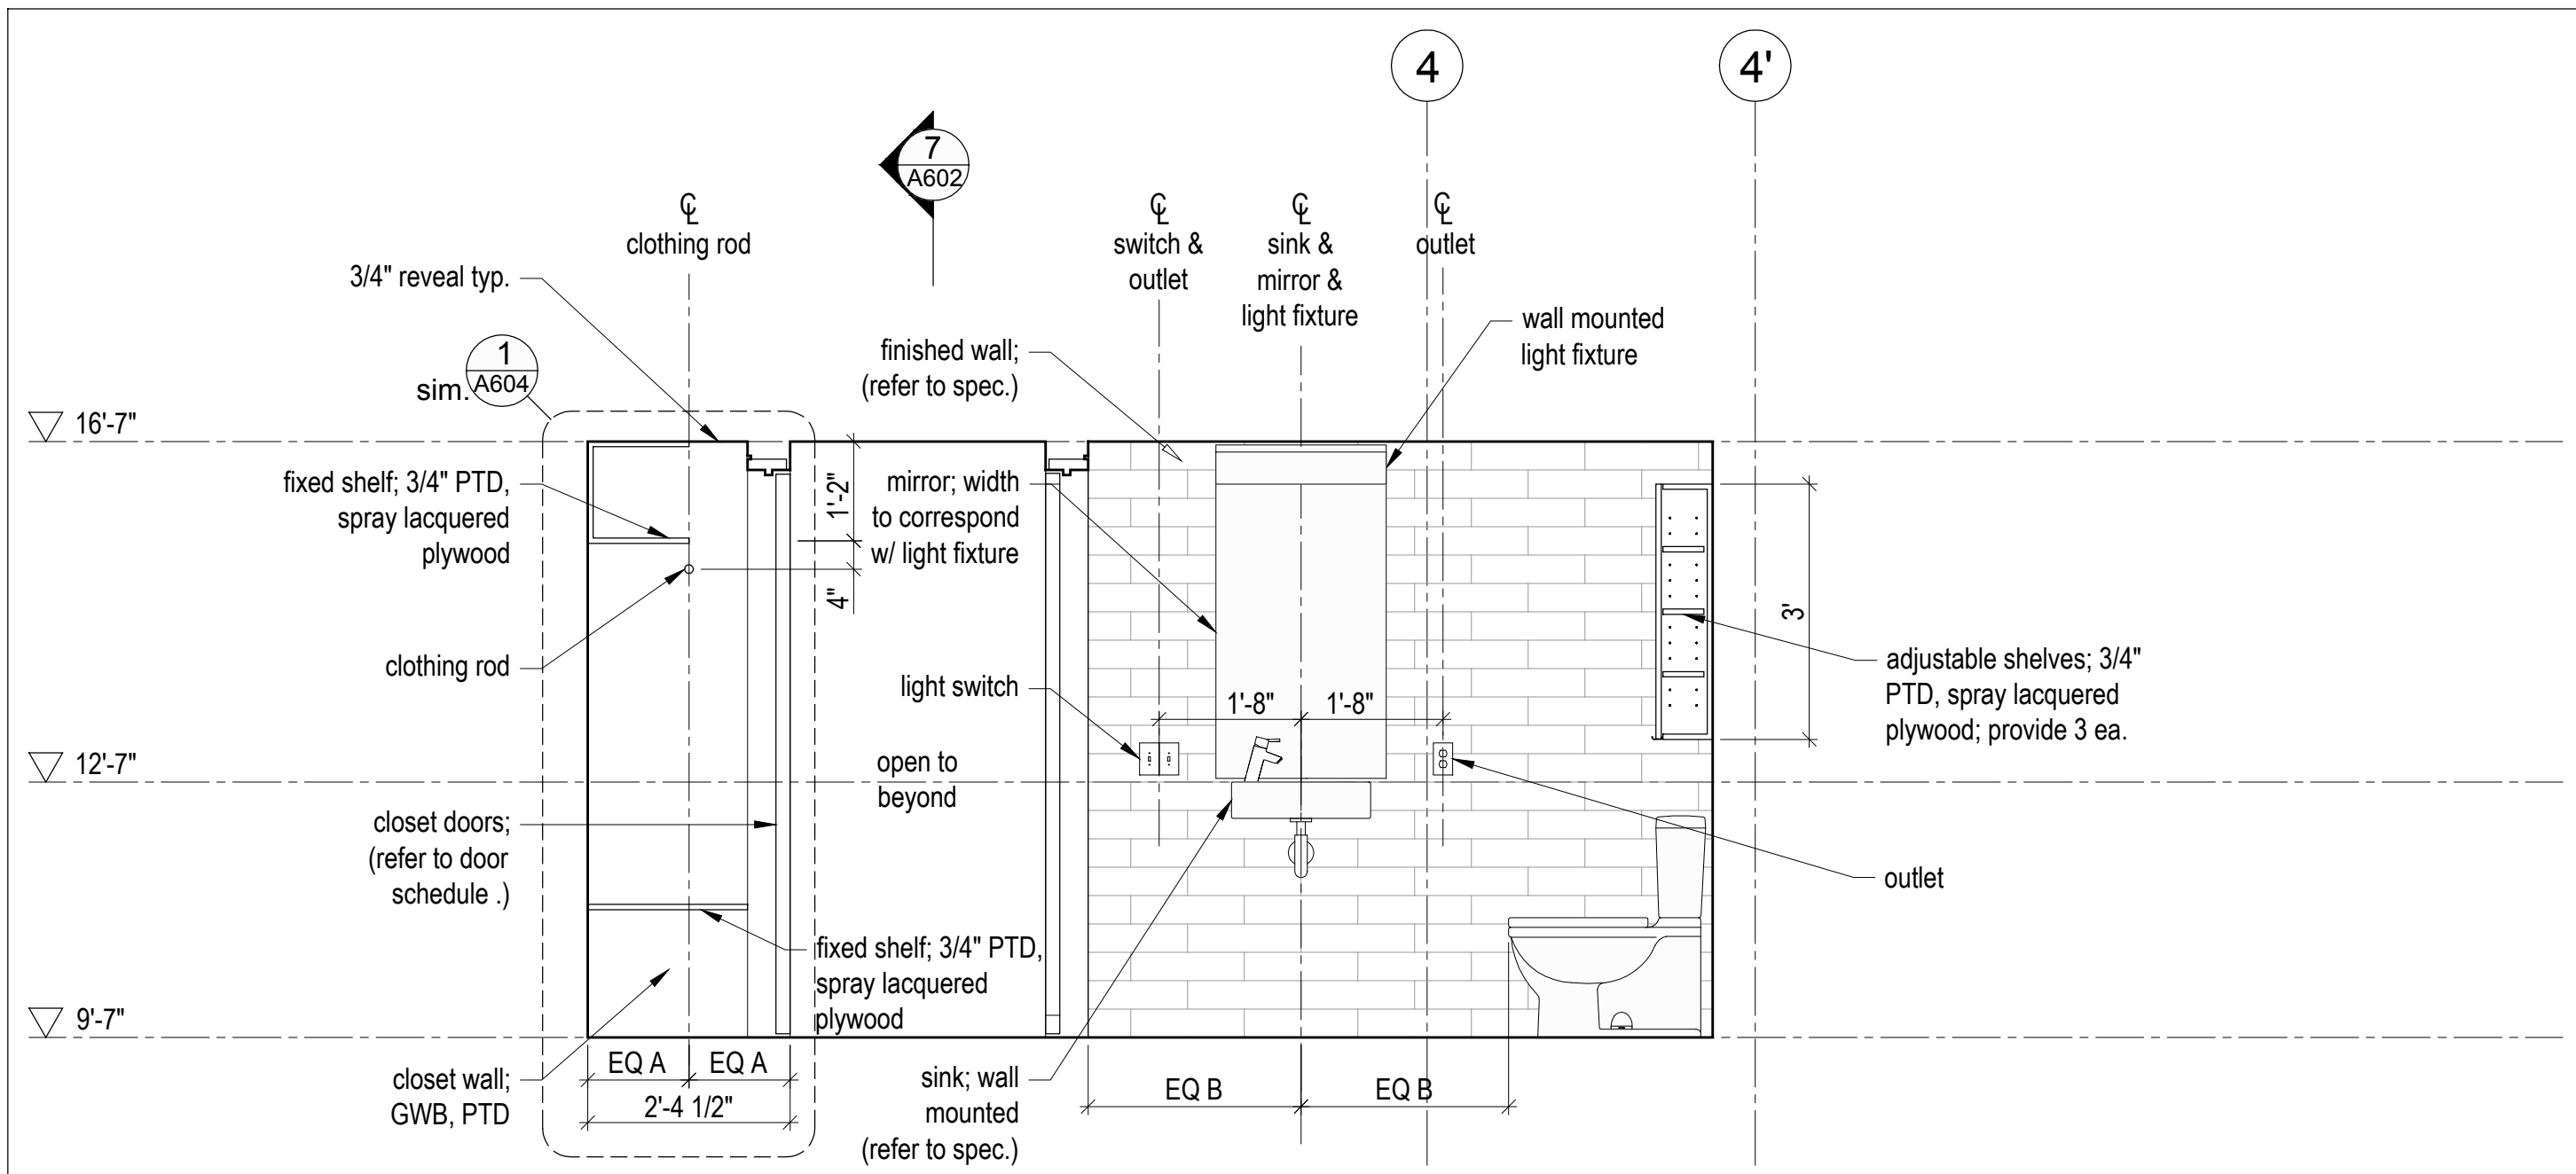 4
4'
7
A602
℄
clothing rod
℄
switch &
outlet
℄
sink &
mirror &
light fixture
℄
outlet
3/4" reveal typ.
wall mounted
light fixture
finished wall;
(refer to spec.)
1
A604
sim.
16'-7"
fixed shelf; 3/4" PTD,
spray lacquered
plywood
1'-2"
mirror; width
to correspond
w/ light fixture
4"
3'
clothing rod
light switch
1'-8"
1'-8"
adjustable shelves; 3/4"
PTD, spray lacquered
plywood; provide 3 ea.
12'-7"
open to
beyond
closet doors;
(refer to door
schedule .)
outlet
fixed shelf; 3/4" PTD,
spray lacquered
plywood
9'-7"
EQ A
EQ A
2'-4 1/2"
closet wall;
GWB, PTD
sink; wall
mounted
(refer to spec.)
EQ B
EQ B